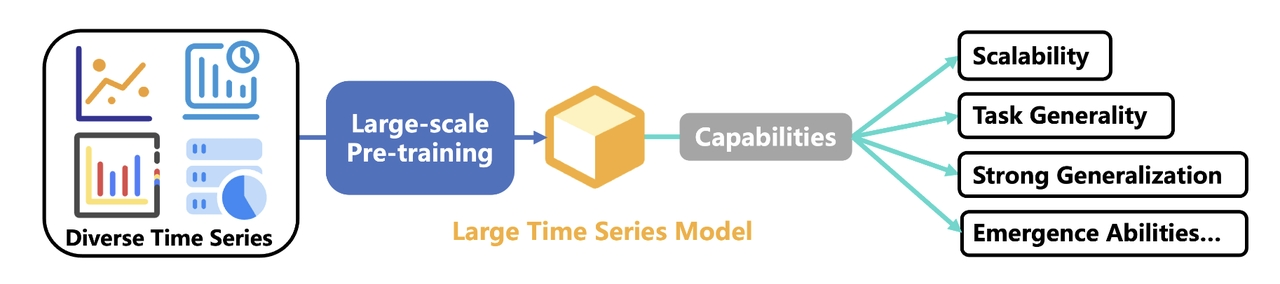 Diverse Time Series
Large-scale
Pre-training
Large Time Series Model
Capabilities
Scalability
Task Generality
Strong Generalization
Emergence Abilities...